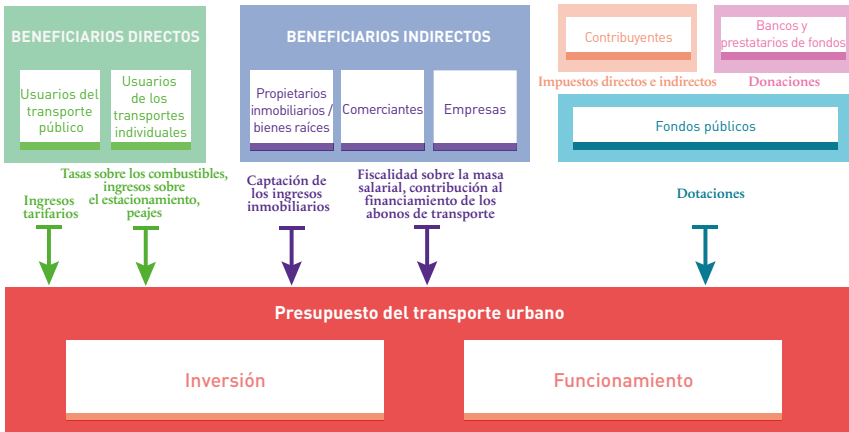 BENEFICIARIOS DIRECTOS
Usuarios del
transporte
público
Usuarios
de los
transportes
individuales
BENEFICIARIOS INDIRECTOS
Propietarios
inmobiliarios /
bienes raíces
Comerciantes
Empresas
Contribuyentes
Bancos y
prestatarios de fondos
Impuestos directos e indirectos
Donaciones
Fondos públicos
Ingresos
tarifarios
Tasas sobre los combustibles,
ingresos sobre
el estacionamiento,
peajes
Captación de
los ingresos
inmobiliarios
Fiscalidad sobre la masa
salarial, contribución al
financiamiento de los
abonos de transporte
Dotaciones
Presupuesto del transporte urbano
Inversión
Funcionamiento